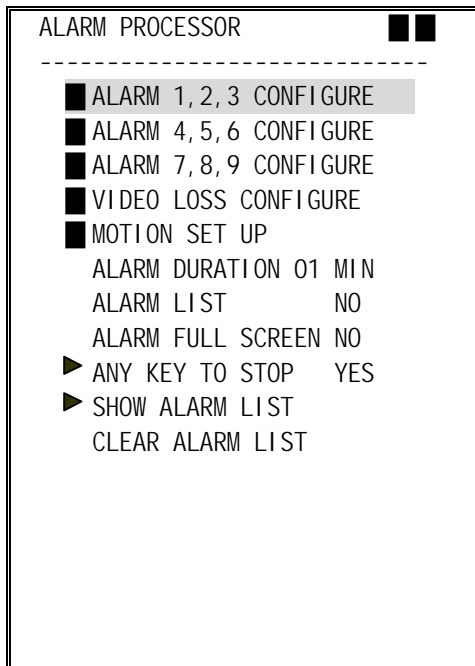 ALARM PROCESSOR
----------------------------
ALARM 1,2,3 CONFIGURE
ALARM 4,5,6 CONFIGURE
ALARM 7,8,9 CONFIGURE
VIDEO LOSS CONFIGURE
MOTION SET UP
ALARM DURATION 01 MIN
ALARM LIST NO
ALARM FULL SCREEN NO
ANY KEY TO STOP YES
SHOW ALARM LIST
CLEAR ALARM LIST